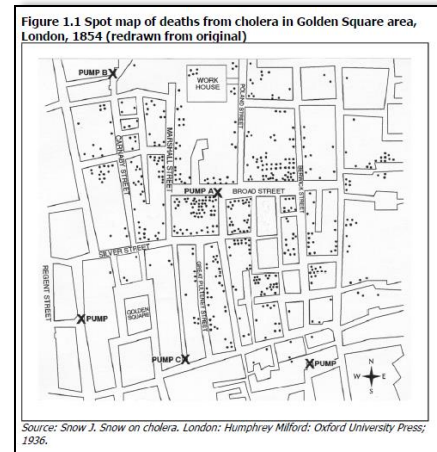 Figure 1.1 Spot map of deaths from cholera in Golden Square area,
London, 1854 (redrawn from original)
PUMP B
WORK
HOUSE
POLAND STREET
CARNABY STREET
MARSHALL STREET
BERWICK STREET
PUMP A
BROAD STREET
SILVER STREET
REGENT STREET
GREAT PULTENEY STREET
GOLDEN
SQUARE
PUMP
PUMP C
PUMP
N
W
E
S
Source: Snow J. Snow on cholera. London: Humphrey Milford: Oxford University Press;
1936.